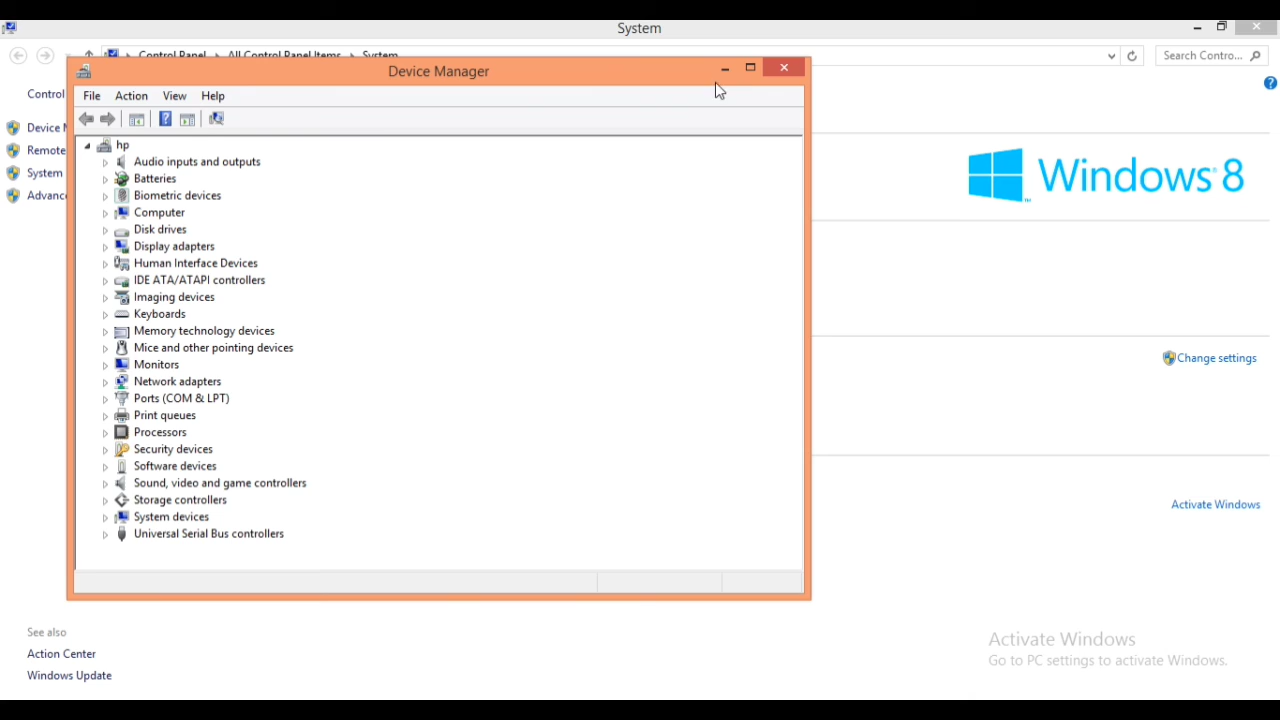 System
Control Panel All Control Panel Items System
Search Contro...
Device Manager
File Action View Help
Control
Device M
Remote
System
Advanc
hp
Audio inputs and outputs
Batteries
Biometric devices
Computer
Disk drives
Display adapters
Human Interface Devices
IDE ATA/ATAPI controllers
Imaging devices
Keyboards
Memory technology devices
Mice and other pointing devices
Monitors
Network adapters
Ports (COM & LPT)
Print queues
Processors
Security devices
Software devices
Sound, video and game controllers
Storage controllers
System devices
Universal Serial Bus controllers
Windows® 8
Change settings
Activate Windows
See also
Action Center
Windows Update
Activate Windows
Go to PC settings to activate Windows.